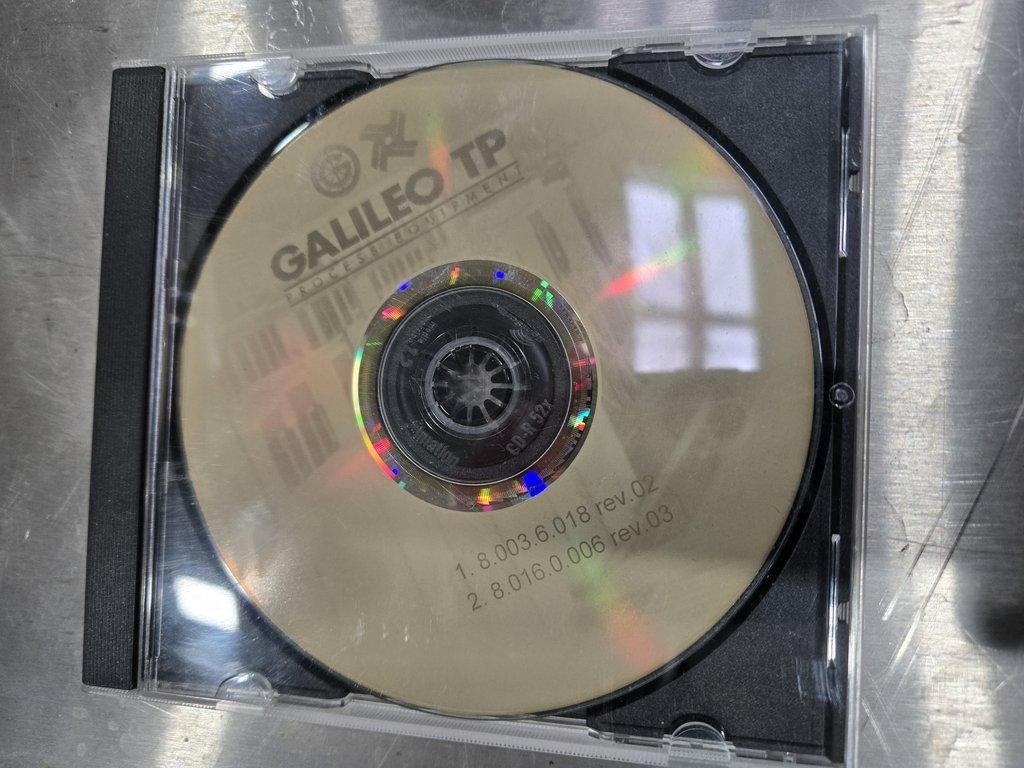 GALILEO TP
PROCESS EQUIPMENT
imation
CD-R 52x
1. 8.003.6.018 rev.02
2. 8.016.0.006 rev.03